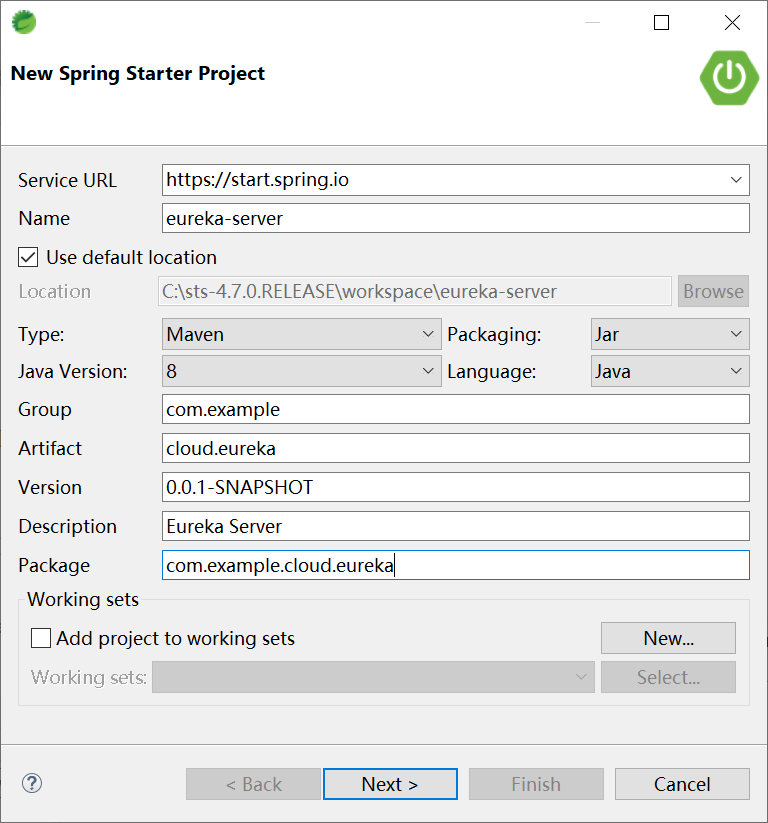 New Spring Starter Project
Service URL https://start.spring.io
Name eureka-server
Use default location
Location C:\sts-4.7.0.RELEASE\workspace\eureka-server Browse
Type: Maven Packaging: Jar
Java Version: 8 Language: Java
Group com.example
Artifact cloud.eureka
Version 0.0.1-SNAPSHOT
Description Eureka Server
Package com.example.cloud.eureka
Working sets
Add project to working sets New...
Working sets: Select...
? < Back Next > Finish Cancel